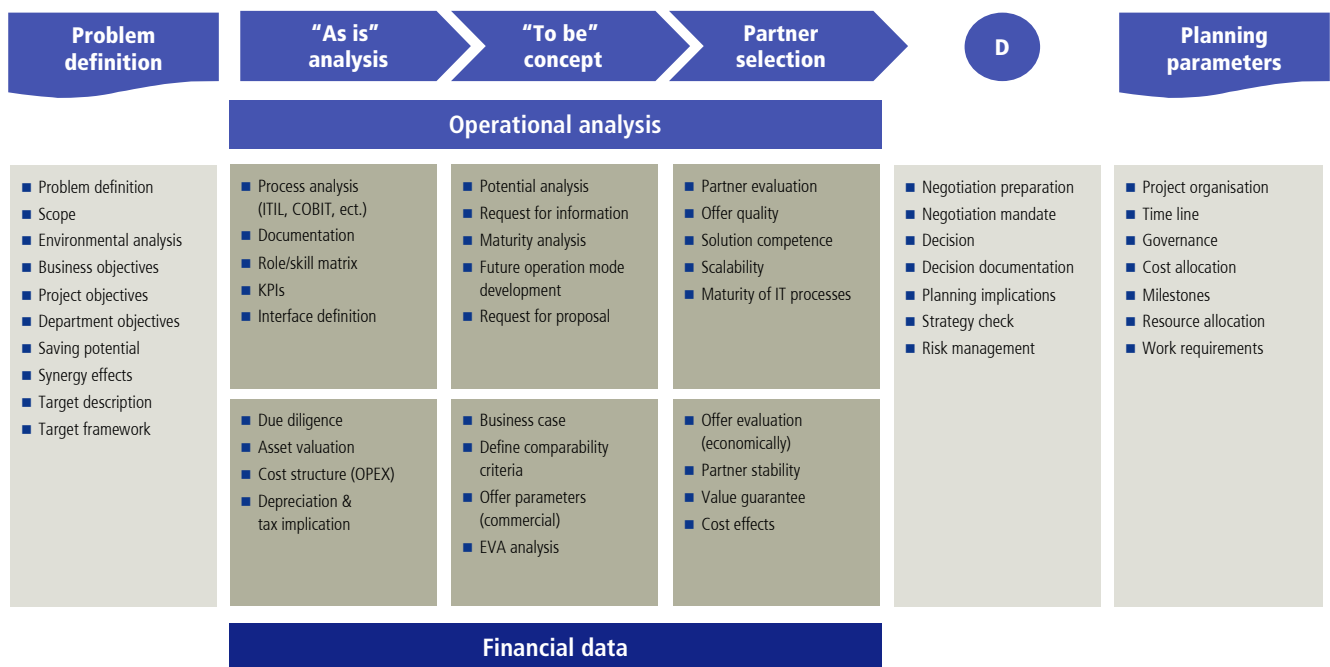 Problem
definition
"As is"
analysis
"To be"
concept
Partner
selection
D
Planning
parameters
Operational analysis
Problem definition
Scope
Environmental analysis
Business objectives
Project objectives
Department objectives
Saving potential
Synergy effects
Target description
Target framework
Process analysis
(ITIL, COBIT, ect.)
Documentation
Role/skill matrix
KPIs
Interface definition
Potential analysis
Request for information
Maturity analysis
Future operation mode
development
Request for proposal
Partner evaluation
Offer quality
Solution competence
Scalability
Maturity of IT processes
Negotiation preparation
Negotiation mandate
Decision
Decision documentation
Planning implications
Strategy check
Risk management
Project organisation
Time line
Governance
Cost allocation
Milestones
Resource allocation
Work requirements
Due diligence
Asset valuation
Cost structure (OPEX)
Depreciation &
tax implication
Business case
Define comparability
criteria
Offer parameters
(commercial)
EVA analysis
Offer evaluation
(economically)
Partner stability
Value guarantee
Cost effects
Financial data